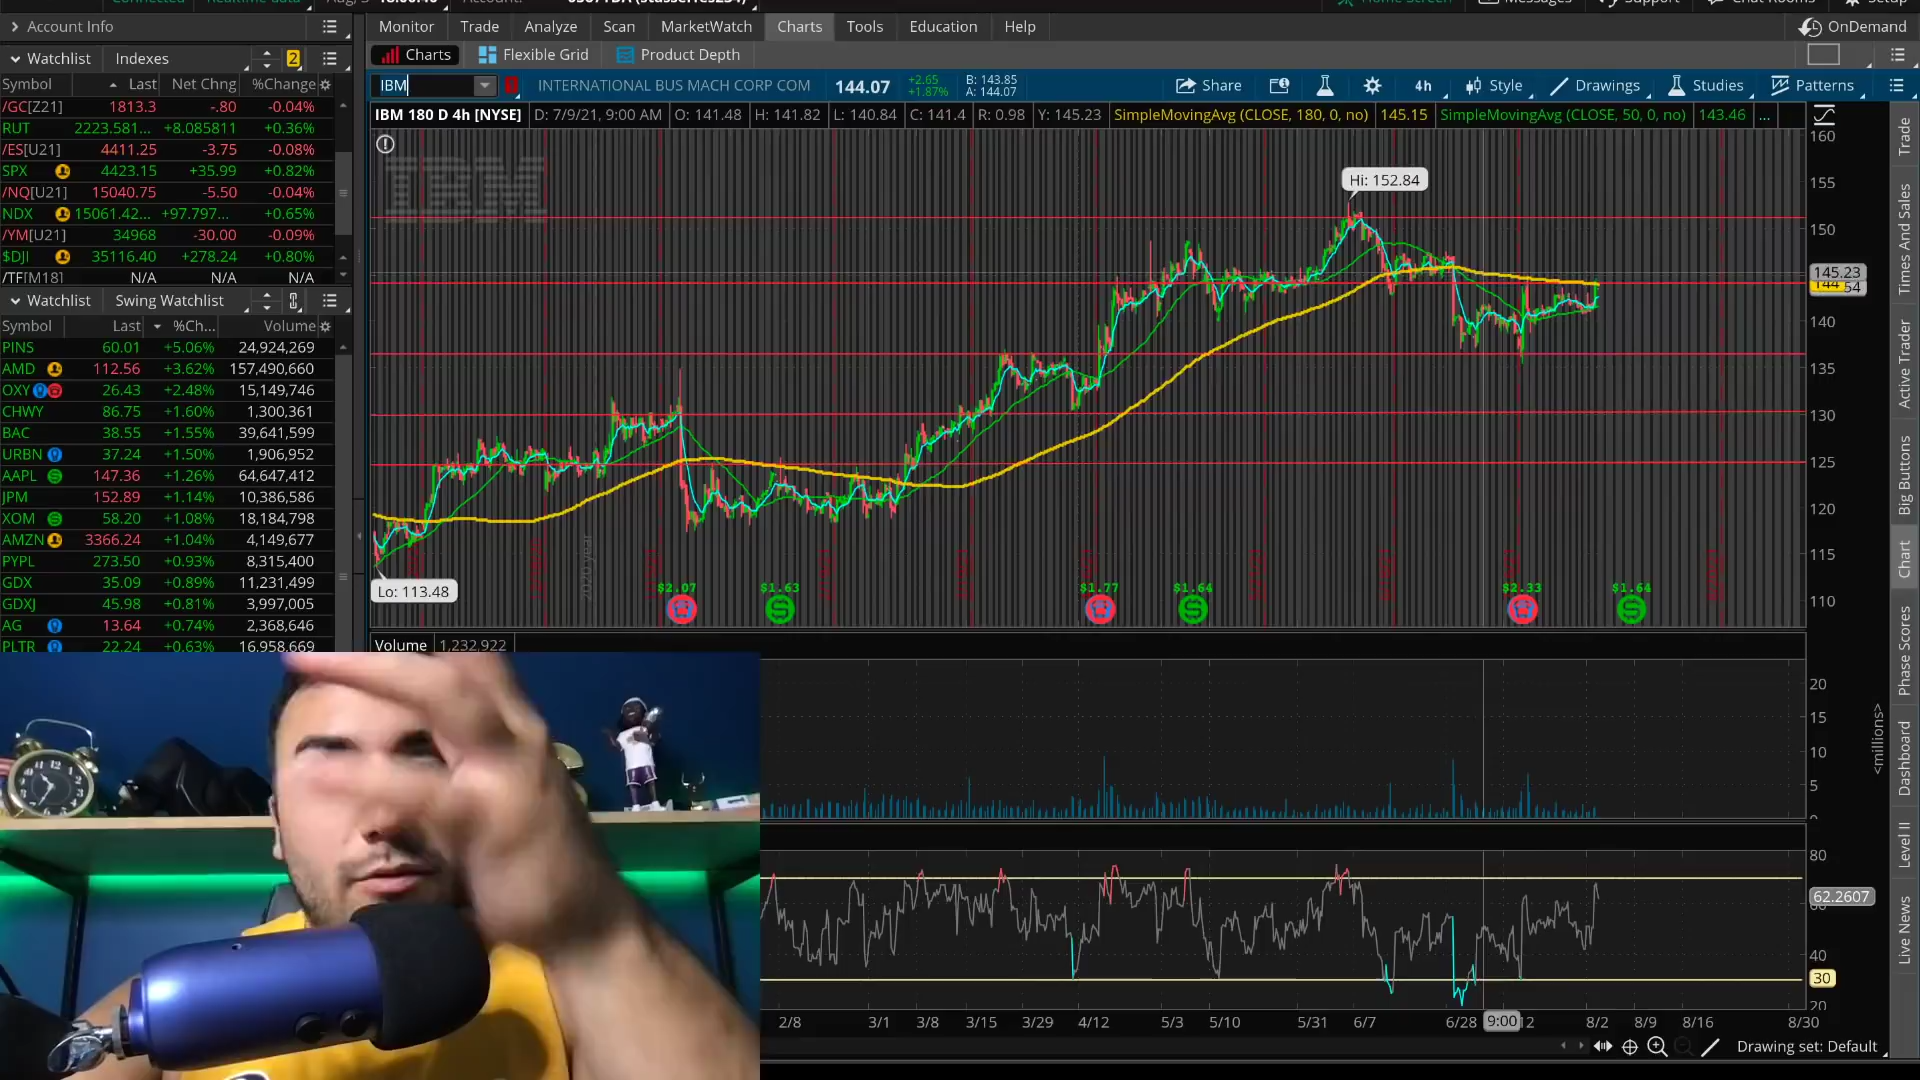 Account Info
Monitor Trade Analyze Scan MarketWatch Charts Tools Education Help OnDemand
Watchlist Indexes 2
Charts Flexible Grid Product Depth
Symbol Last Net Chng %Change
IBM INTERNATIONAL BUS MACH CORP COM 144.07 +2.65 +1.87% B: 143.85 A: 144.07 Share 4h Style Drawings Studies Patterns
IBM 180 D 4h [NYSE] D: 7/9/21, 9:00 AM O: 141.48 H: 141.82 L: 140.84 C: 141.4 R: 0.98 Y: 145.23 SimpleMovingAvg (CLOSE, 180, 0, no) 145.15 SimpleMovingAvg (CLOSE, 50, 0, no) 143.46 ...
/GC[Z21] 1813.3 -.80 -0.04%
RUT 2223.581... +8.085811 +0.36%
/ES[U21] 4411.25 -3.75 -0.08%
SPX 4423.15 +35.99 +0.82%
/NQ[U21] 15040.75 -5.50 -0.04%
NDX 15061.42... +97.797... +0.65%
/YM[U21] 34968 -30.00 -0.09%
$DJI 35116.40 +278.24 +0.80%
/TF[M18] N/A N/A N/A
Watchlist Swing Watchlist
Symbol Last %Ch... Volume
PINS 60.01 +5.06% 24,924,269
AMD 112.56 +3.62% 157,490,660
OXY 26.43 +2.48% 15,149,746
CHWY 86.75 +1.60% 1,300,361
BAC 38.55 +1.55% 39,641,599
URBN 37.24 +1.50% 1,906,952
AAPL 147.36 +1.26% 64,647,412
JPM 152.89 +1.14% 10,386,586
XOM 58.20 +1.08% 18,184,798
AMZN 3366.24 +1.04% 4,149,677
PYPL 273.50 +0.93% 8,315,400
GDX 35.09 +0.89% 11,231,499
GDXJ 45.98 +0.81% 3,997,005
AG 13.64 +0.74% 2,368,646
PLTR 22.24 +0.63% 16,958,669
IBM
Hi: 152.84
Lo: 113.48
2020 year
$2.07 $1.63 $1.77 $1.64 $2.33 $1.64
160
155
150
145.23
140
135
130
125
120
115
110
Volume 1,232,922
20
15
10
5
<millions>
80
62.2607
40
30
20
2/8 3/1 3/8 3/15 3/29 4/12 5/3 5/10 5/31 6/7 6/28 9:00 8/2 8/9 8/16 8/30
Drawing set: Default
Trade
Times And Sales
Active Trader
Big Buttons
Chart
Phase Scores
Dashboard
Level II
Live News